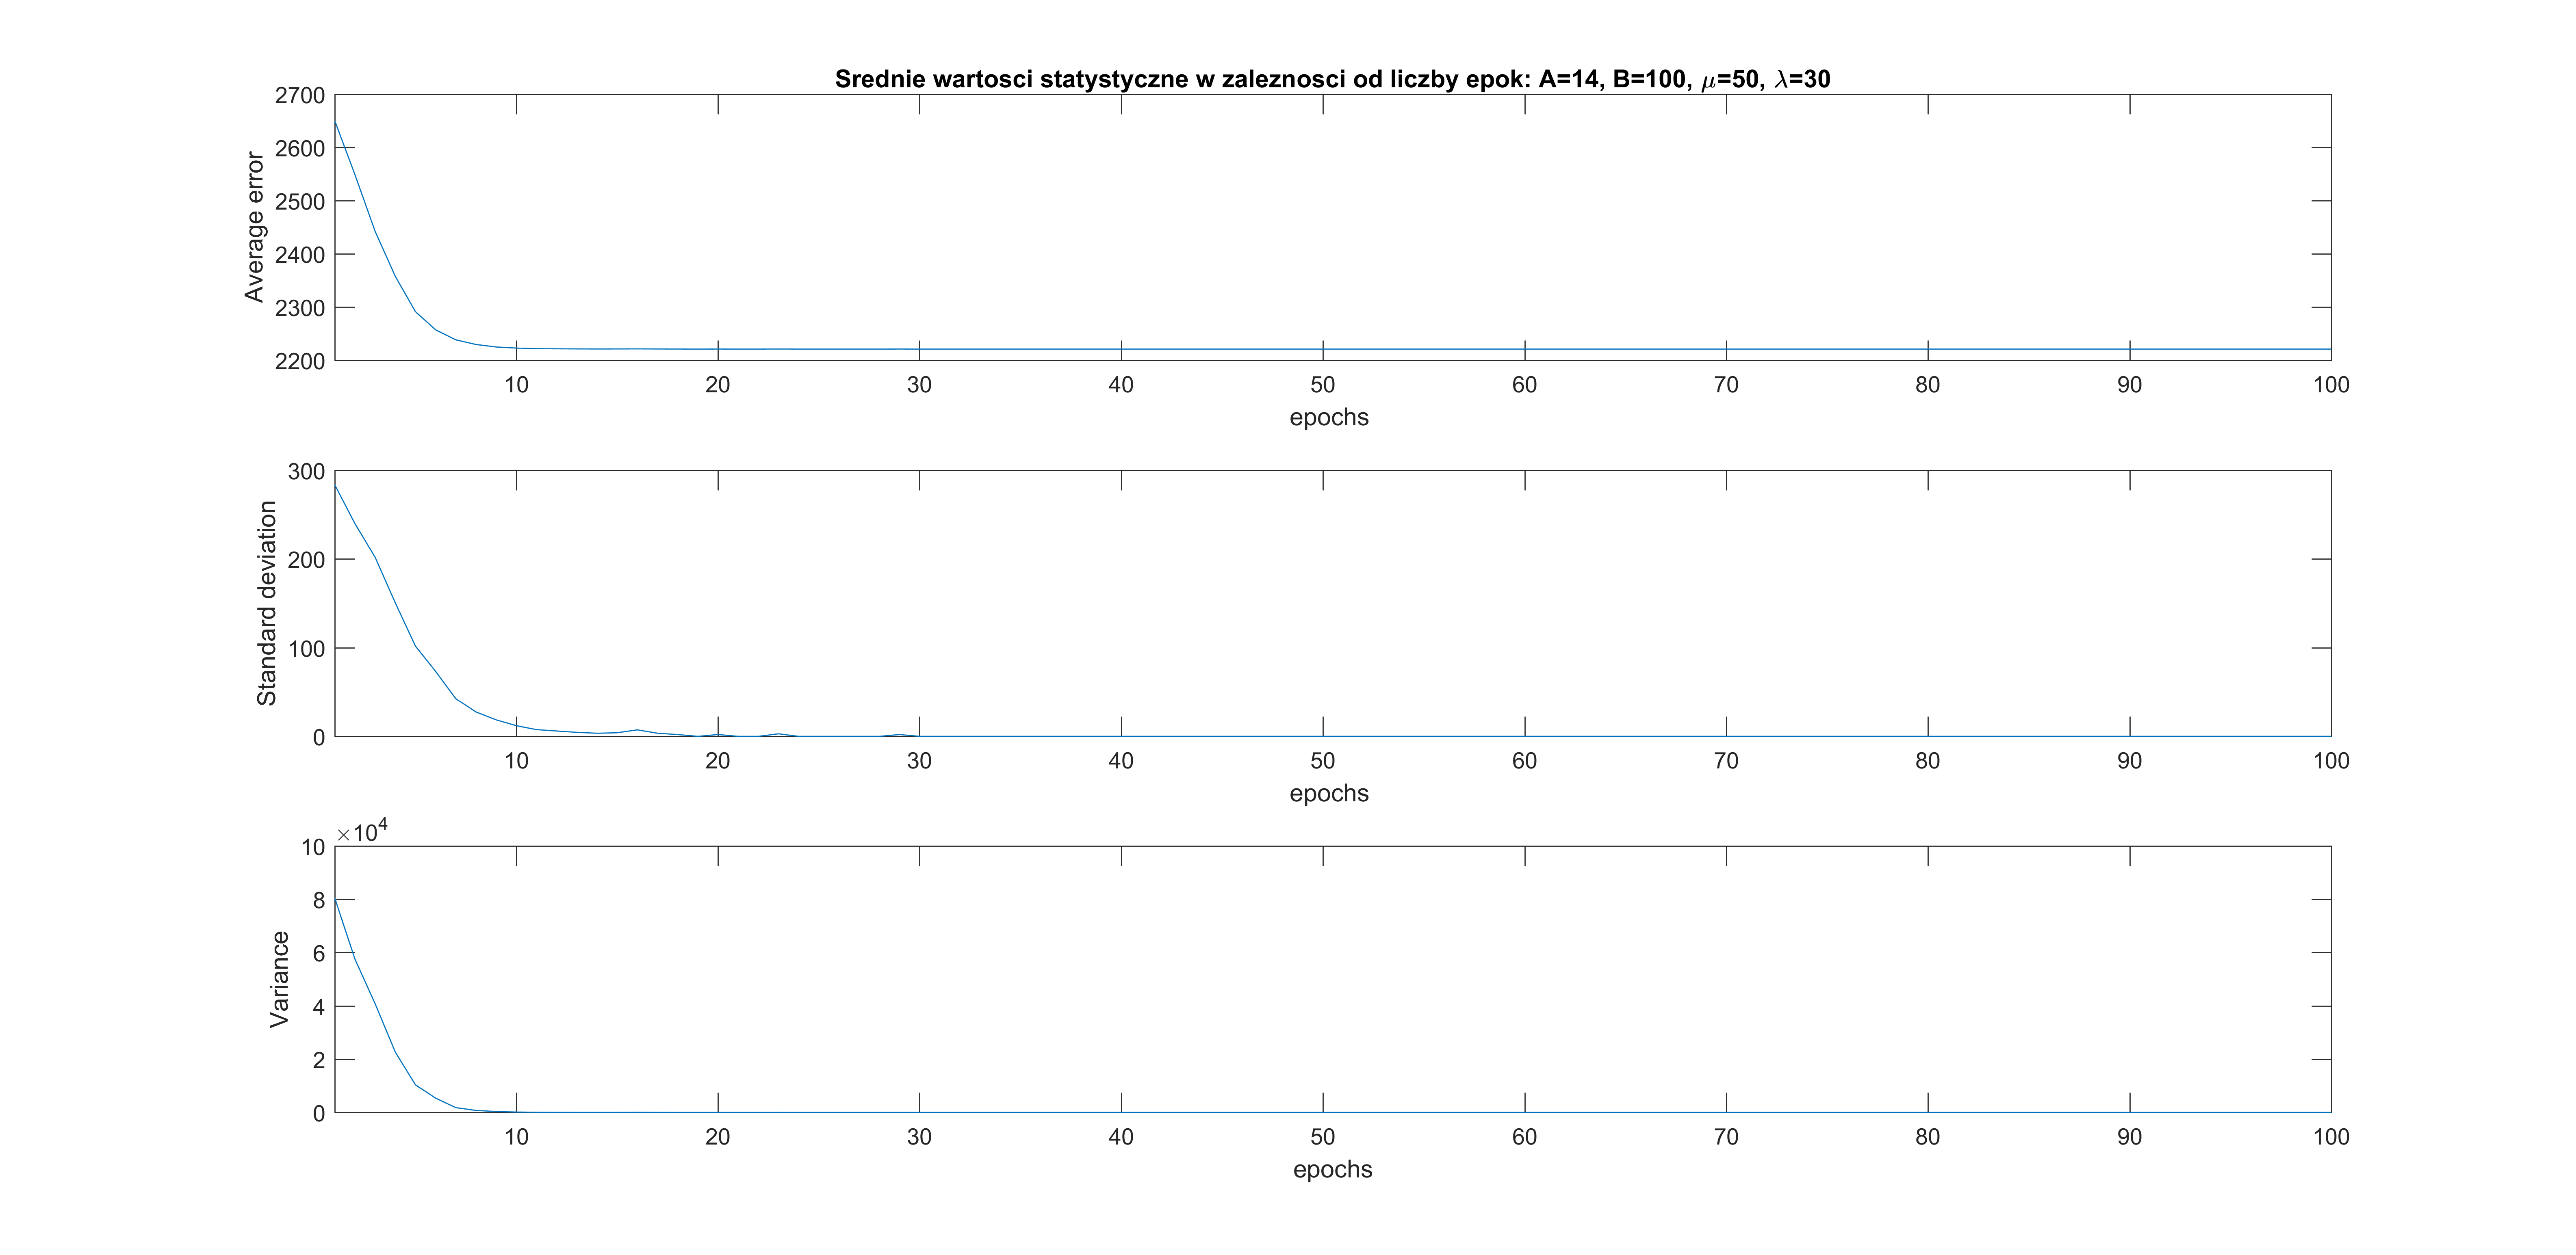 Srednie wartosci statystyczne w zaleznosci od liczby epok: A=14, B=100, μ=50, λ=30
2700
2600
2500
2400
2300
2200
Average error
10 20 30 40 50 60 70 80 90 100
epochs
300
200
100
0
Standard deviation
10 20 30 40 50 60 70 80 90 100
epochs
×10^4
10
8
6
4
2
0
Variance
10 20 30 40 50 60 70 80 90 100
epochs